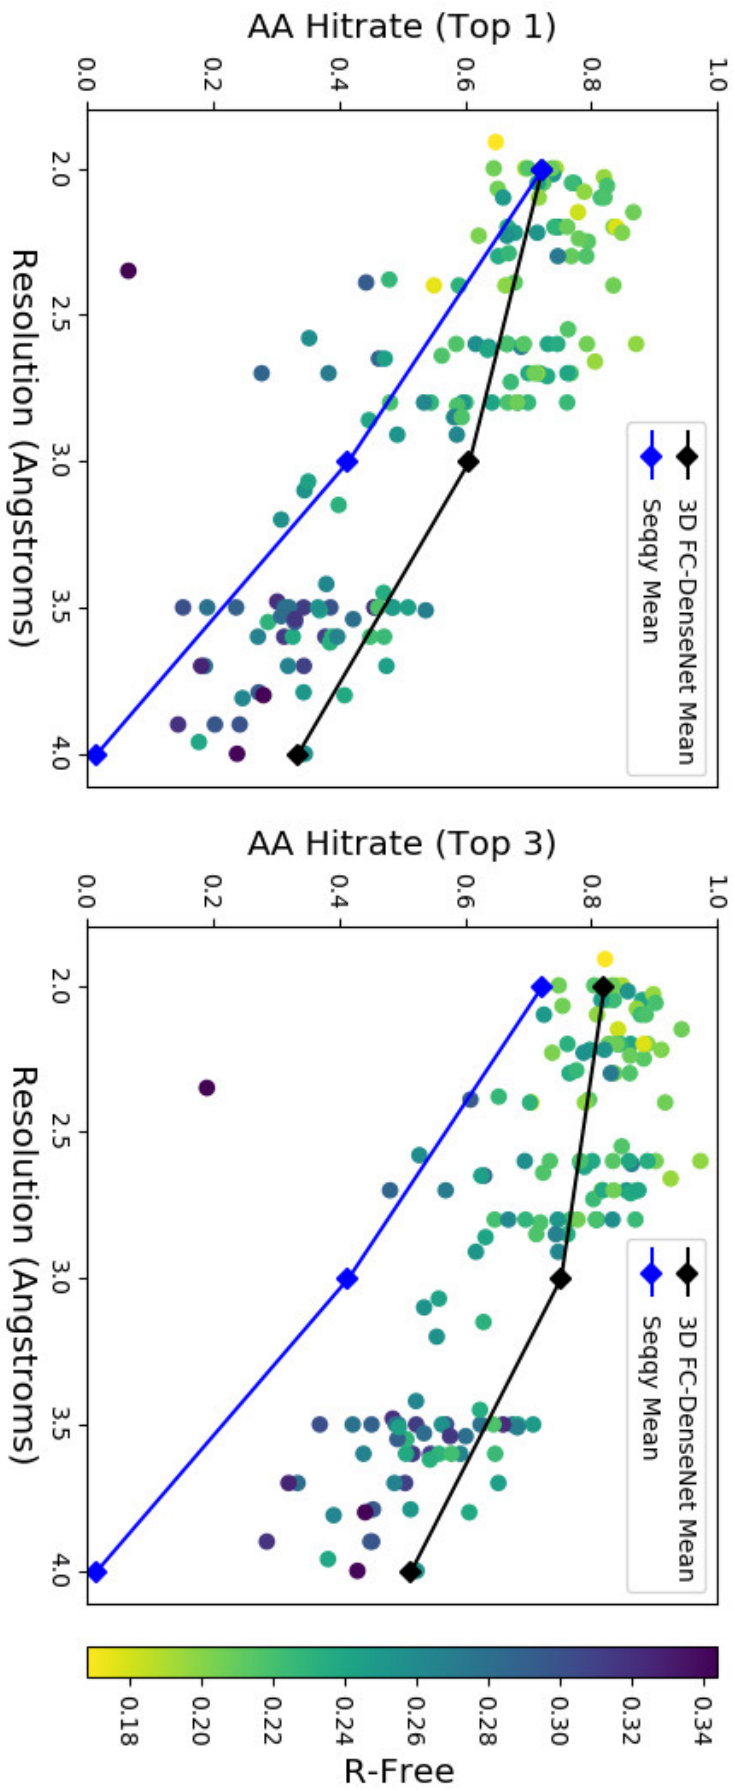 AA Hitrate (Top 1)
1.0
0.8
0.6
0.4
0.2
0.0
3D FC-DenseNet Mean
Seqqy Mean
2.0 2.5 3.0 3.5 4.0
Resolution (Angstroms)
AA Hitrate (Top 3)
1.0
0.8
0.6
0.4
0.2
0.0
3D FC-DenseNet Mean
Seqqy Mean
2.0 2.5 3.0 3.5 4.0
Resolution (Angstroms)
0.34
0.32
0.30
0.28
0.26
0.24
0.22
0.20
0.18
R-Free